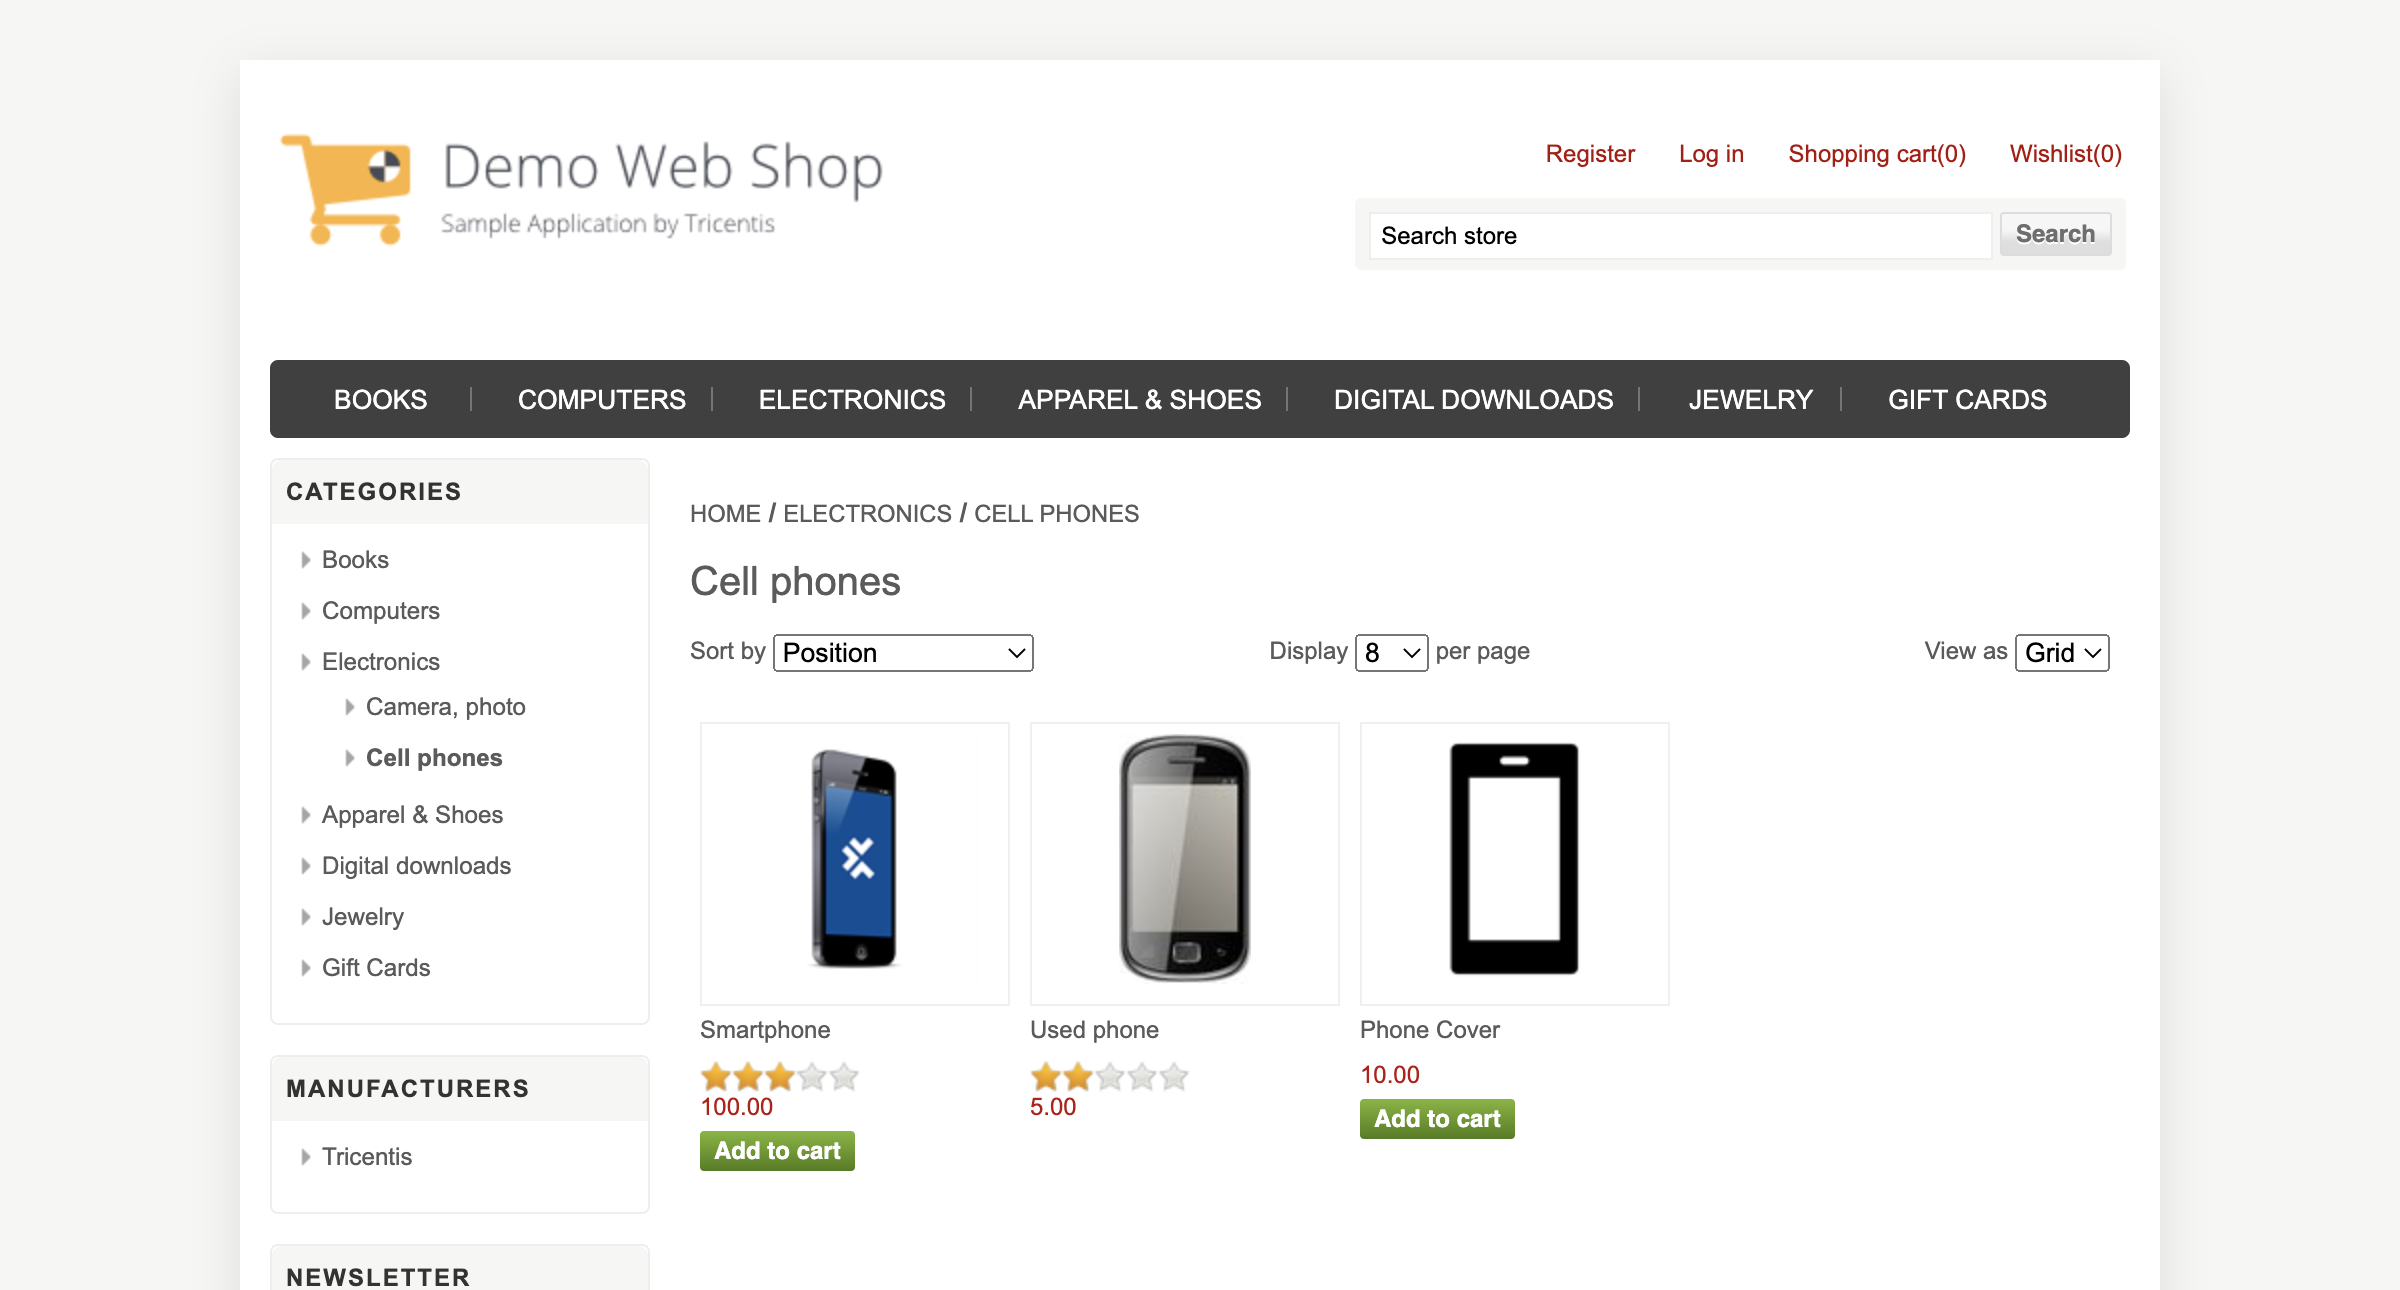 Demo Web Shop
Sample Application by Tricentis
Register Log in Shopping cart(0) Wishlist(0)
Search store Search
BOOKS COMPUTERS ELECTRONICS APPAREL & SHOES DIGITAL DOWNLOADS JEWELRY GIFT CARDS
CATEGORIES
Books
Computers
Electronics
Camera, photo
Cell phones
Apparel & Shoes
Digital downloads
Jewelry
Gift Cards
MANUFACTURERS
Tricentis
NEWSLETTER
HOME / ELECTRONICS / CELL PHONES
Cell phones
Sort by Position Display 8 per page View as Grid
Smartphone
100.00
Add to cart
Used phone
5.00
Phone Cover
10.00
Add to cart